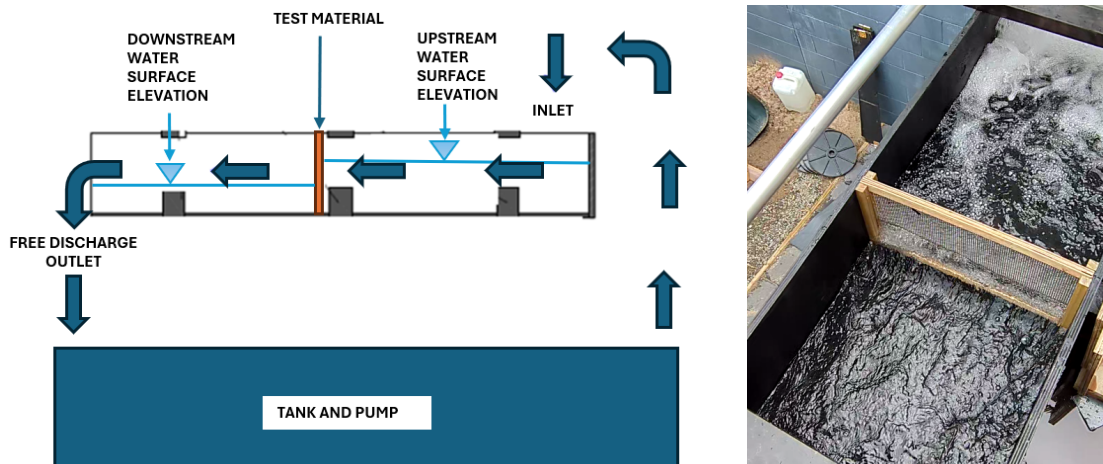 TEST MATERIAL
DOWNSTREAM
WATER
SURFACE
ELEVATION
UPSTREAM
WATER
SURFACE
ELEVATION
INLET
FREE DISCHARGE
OUTLET
TANK AND PUMP